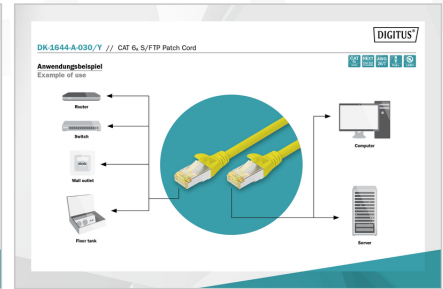 DIGITUS®
DK-1644-A-030/Y // CAT 6A S/FTP Patch Cord
Anwendungsbeispiel
Example of use
Router
Switch
Wall outlet
Floor tank
Computer
Server